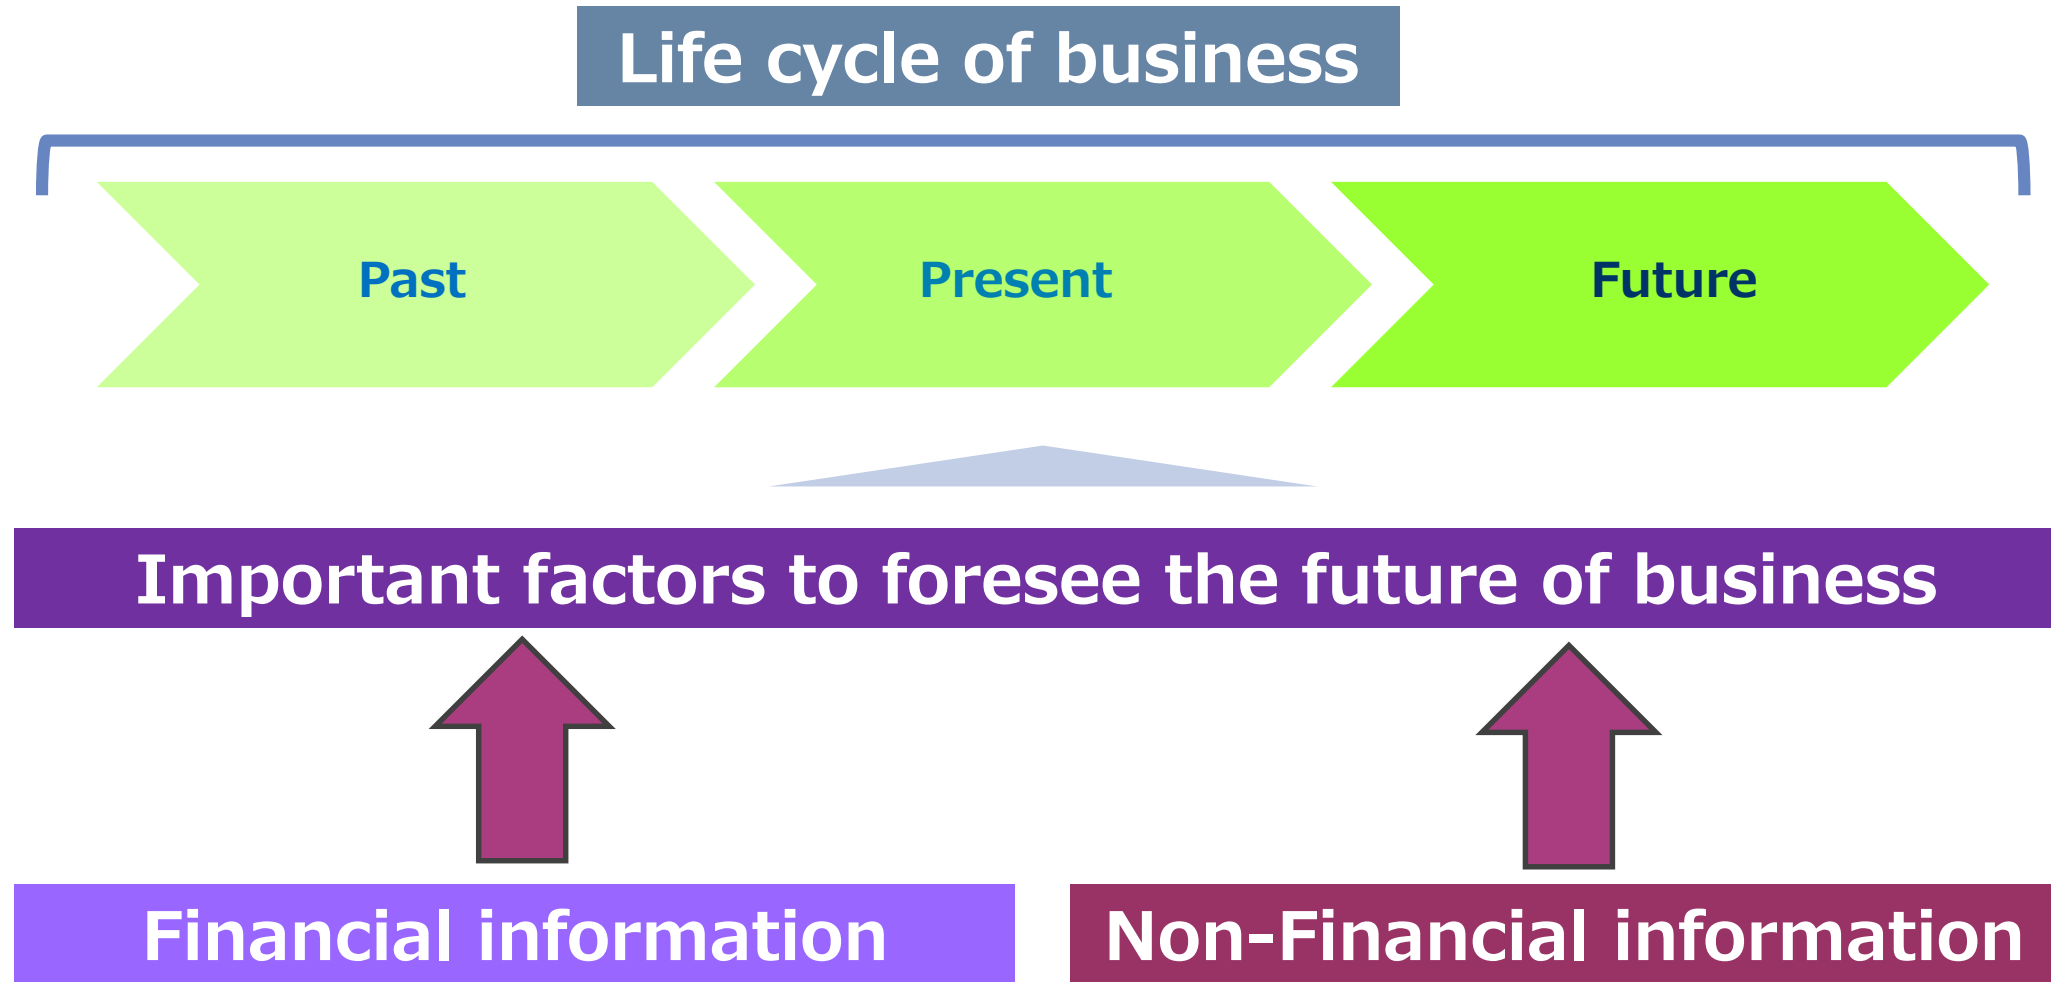 Life cycle of business
Past
Present
Future
Important factors to foresee the future of business
Financial information
Non-Financial information